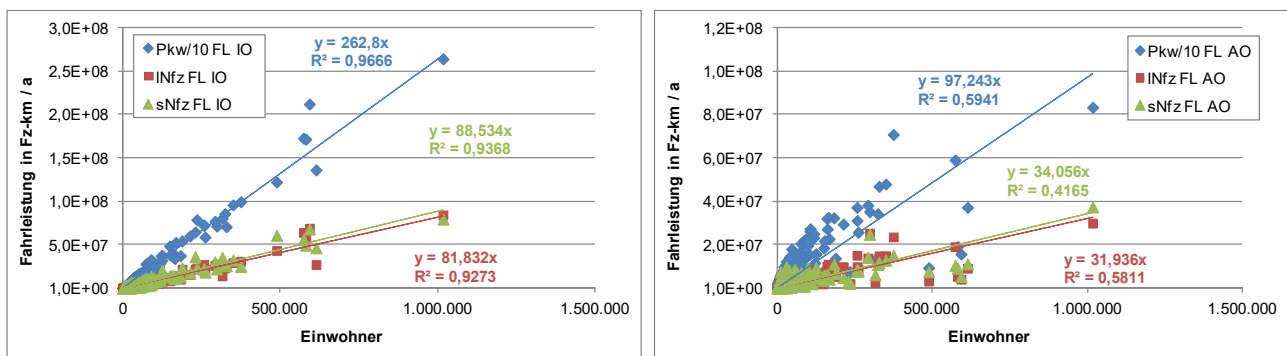 3,0E+08
2,5E+08
2,0E+08
1,5E+08
1,0E+08
5,0E+07
1,0E+00
Fahrleistung in Fz-km / a
Pkw/10 FL IO
lNfz FL IO
sNfz FL IO
y = 262,8x
R² = 0,9666
y = 88,534x
R² = 0,9368
y = 81,832x
R² = 0,9273
0
500.000
1.000.000
1.500.000
Einwohner
1,2E+08
1,0E+08
8,0E+07
6,0E+07
4,0E+07
2,0E+07
1,0E+00
Fahrleistung in Fz-km / a
Pkw/10 FL AO
lNfz FL AO
sNfz FL AO
y = 97,243x
R² = 0,5941
y = 34,056x
R² = 0,4165
y = 31,936x
R² = 0,5811
0
500.000
1.000.000
1.500.000
Einwohner